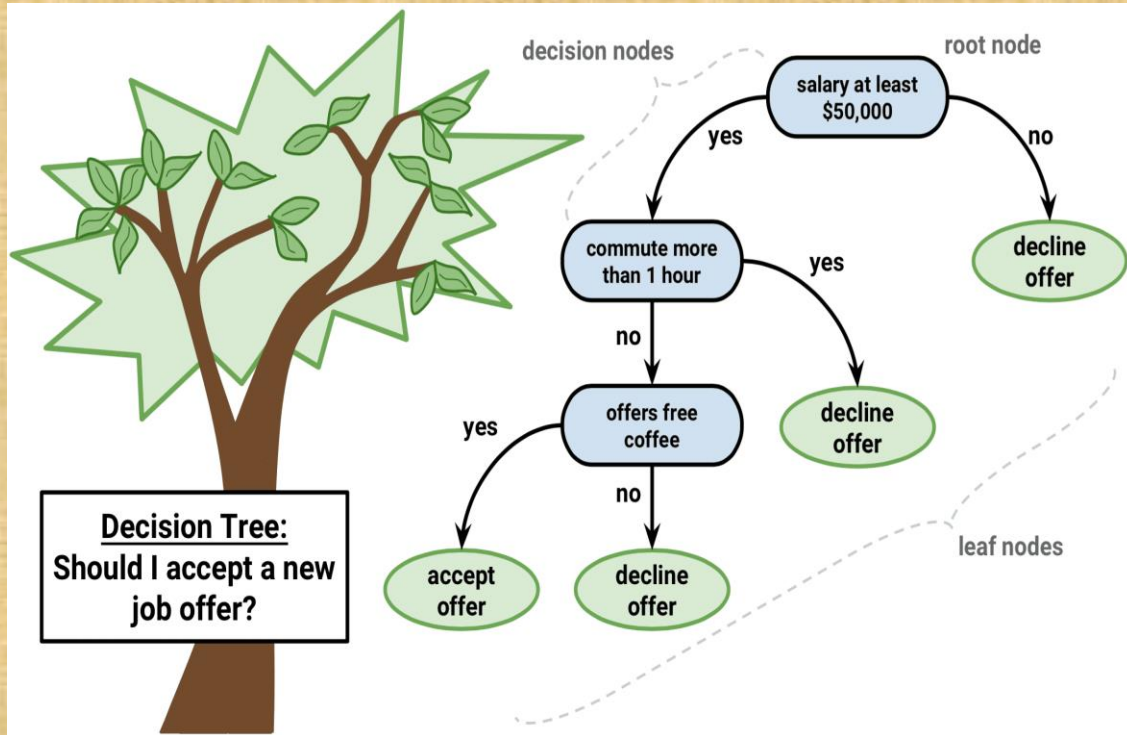 decision nodes
root node
salary at least
$50,000
yes
no
commute more
than 1 hour
yes
decline
offer
no
offers free
coffee
decline
offer
yes
no
leaf nodes
accept
offer
decline
offer
Decision Tree:
Should I accept a new
job offer?